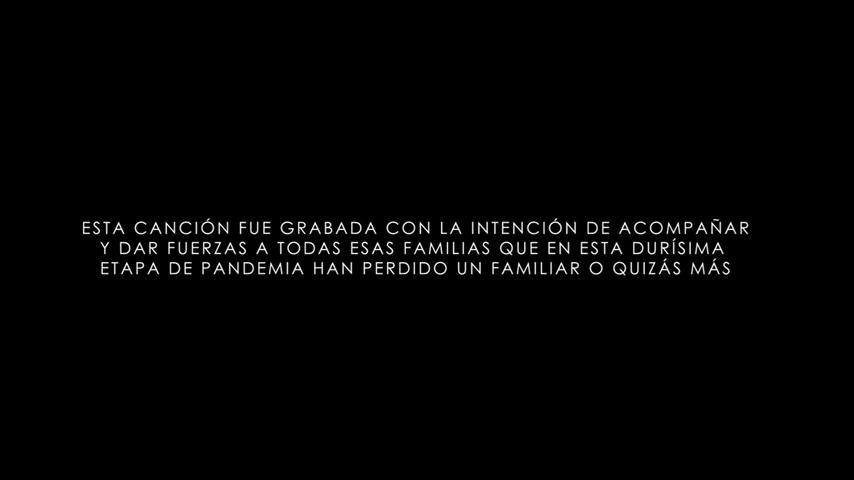 ESTA CANCIÓN FUE GRABADA CON LA INTENCIÓN DE ACOMPAÑAR
Y DAR FUERZAS A TODAS ESAS FAMILIAS QUE EN ESTA DURÍSIMA
ETAPA DE PANDEMIA HAN PERDIDO UN FAMILIAR O QUIZÁS MÁS